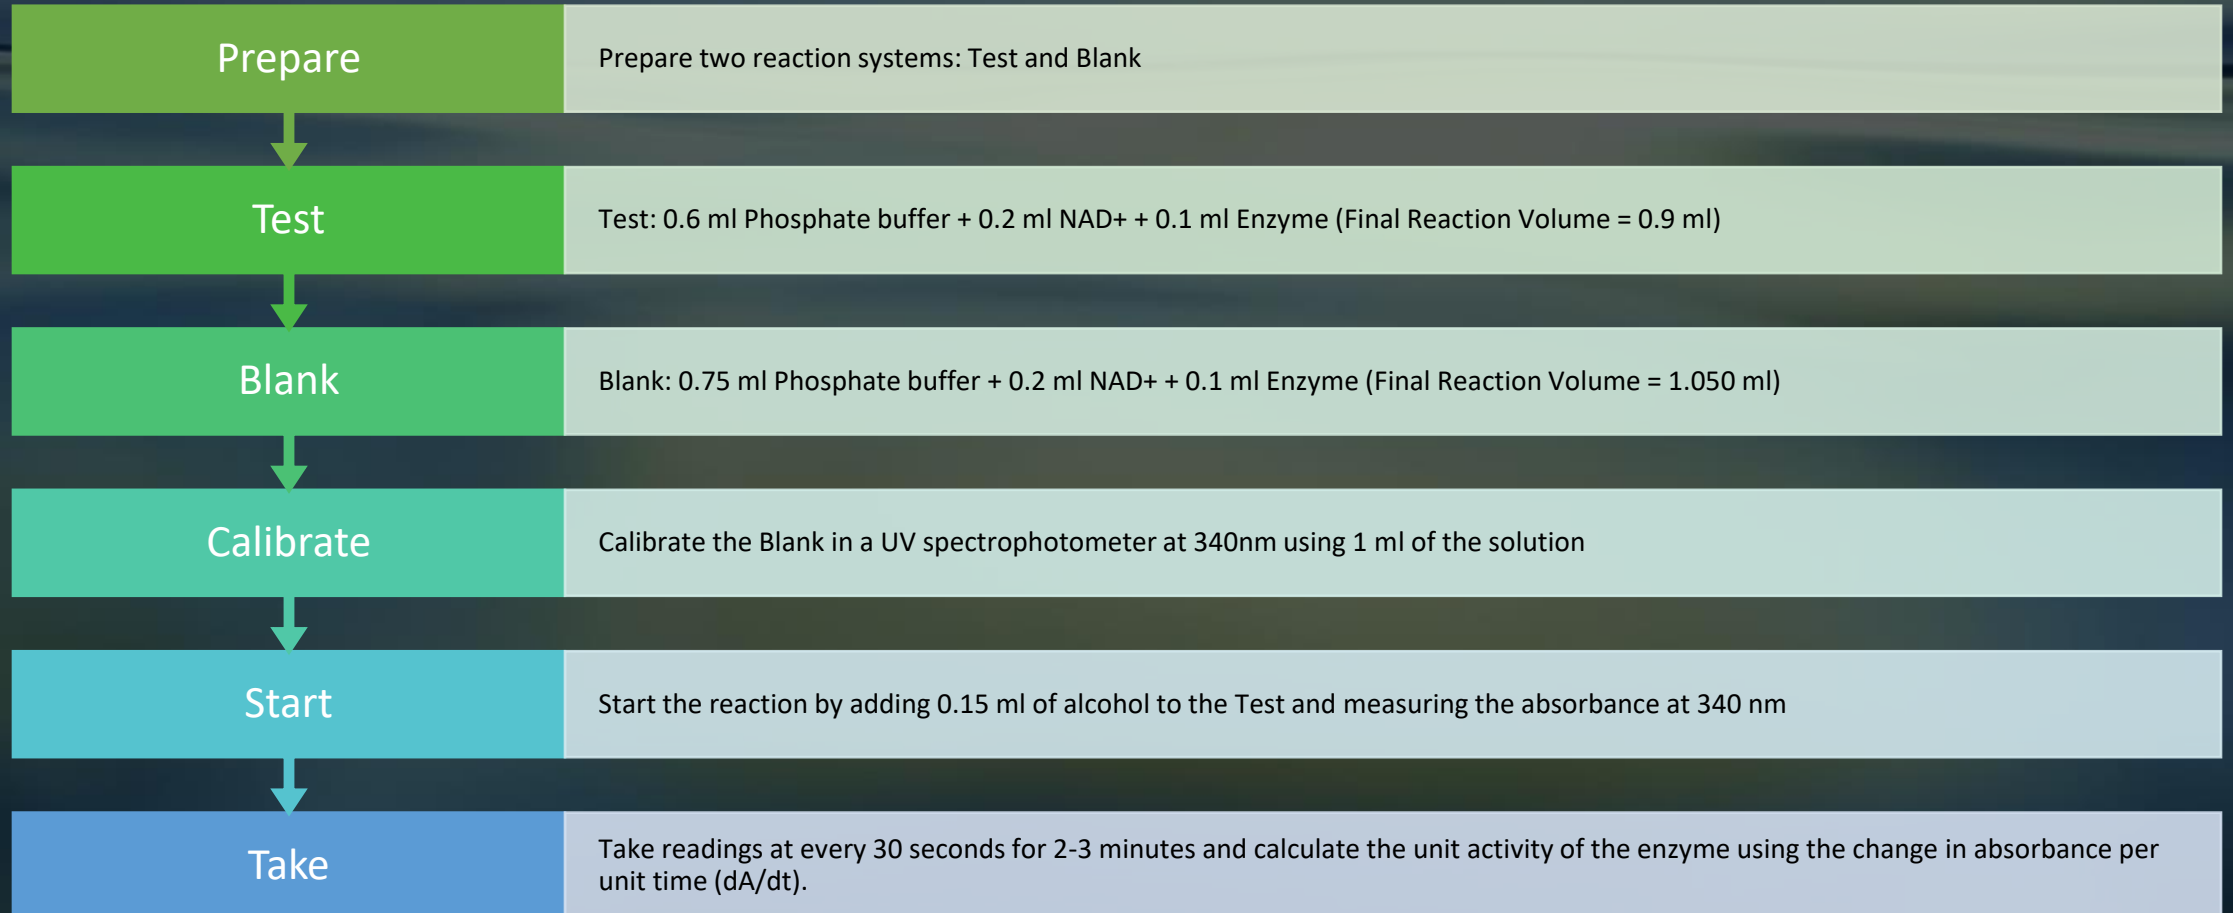 Prepare
Prepare two reaction systems: Test and Blank
Test
Test: 0.6 ml Phosphate buffer + 0.2 ml NAD+ + 0.1 ml Enzyme (Final Reaction Volume = 0.9 ml)
Blank
Blank: 0.75 ml Phosphate buffer + 0.2 ml NAD+ + 0.1 ml Enzyme (Final Reaction Volume = 1.050 ml)
Calibrate
Calibrate the Blank in a UV spectrophotometer at 340nm using 1 ml of the solution
Start
Start the reaction by adding 0.15 ml of alcohol to the Test and measuring the absorbance at 340 nm
Take
Take readings at every 30 seconds for 2-3 minutes and calculate the unit activity of the enzyme using the change in absorbance per
unit time (dA/dt).